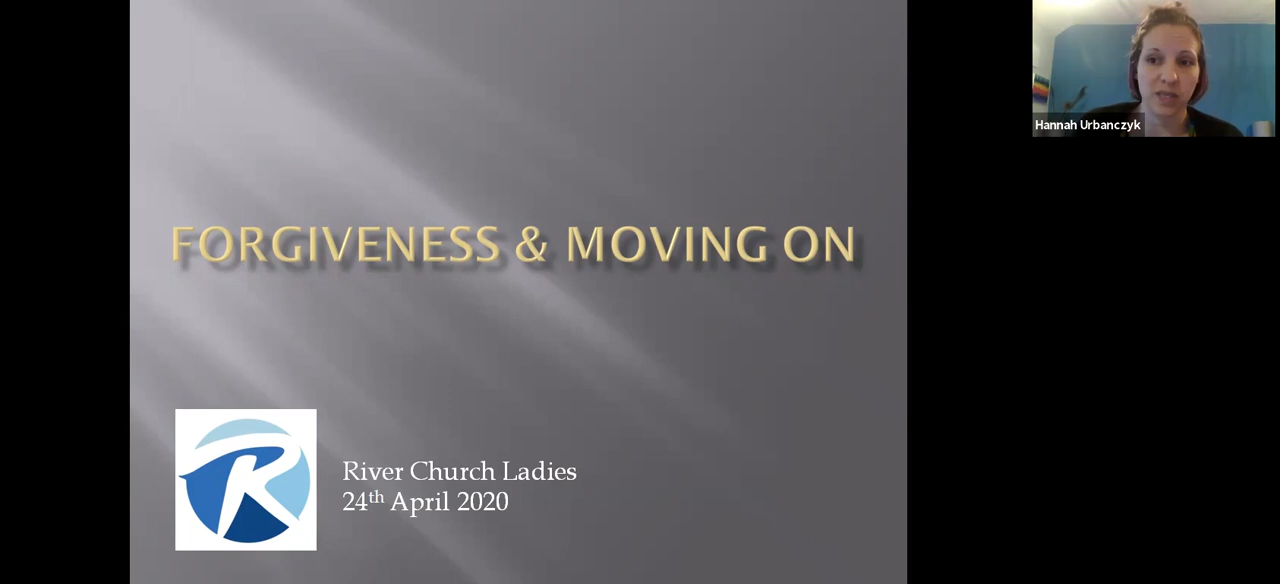 Hannah Urbanczyk
FORGIVENESS & MOVING ON
R
River Church Ladies
24th April 2020